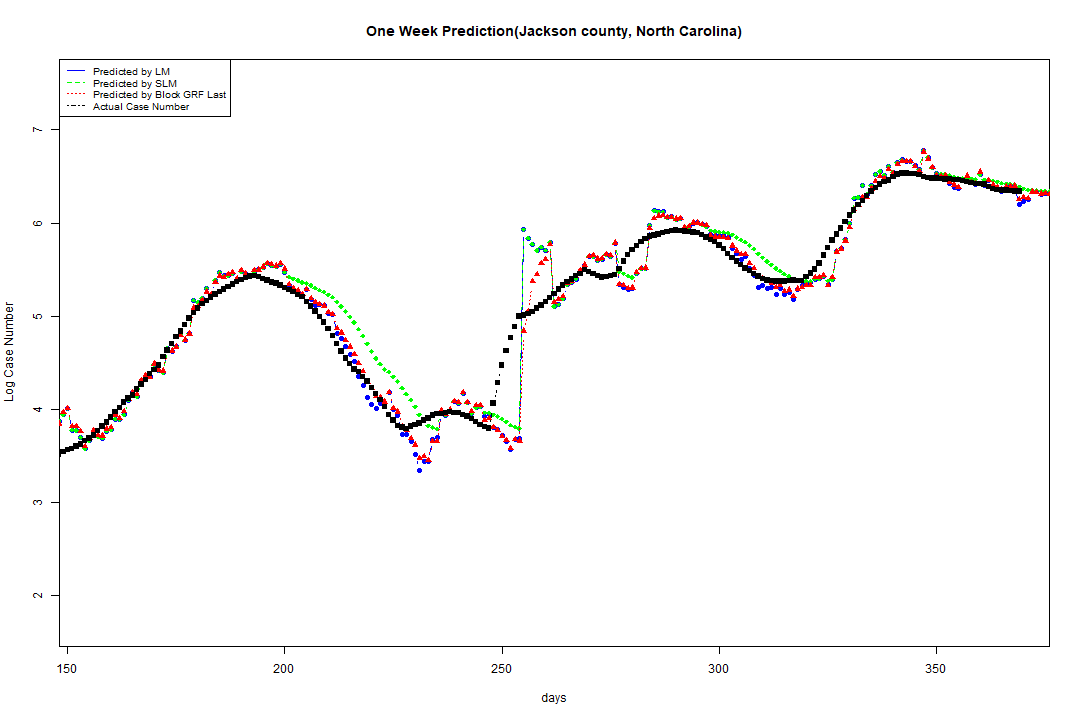 One Week Prediction(Jackson county, North Carolina)
Predicted by LM
Predicted by SLM
Predicted by Block GRF Last
Actual Case Number
Log Case Number
7
6
5
4
3
2
150 200 250 300 350
days